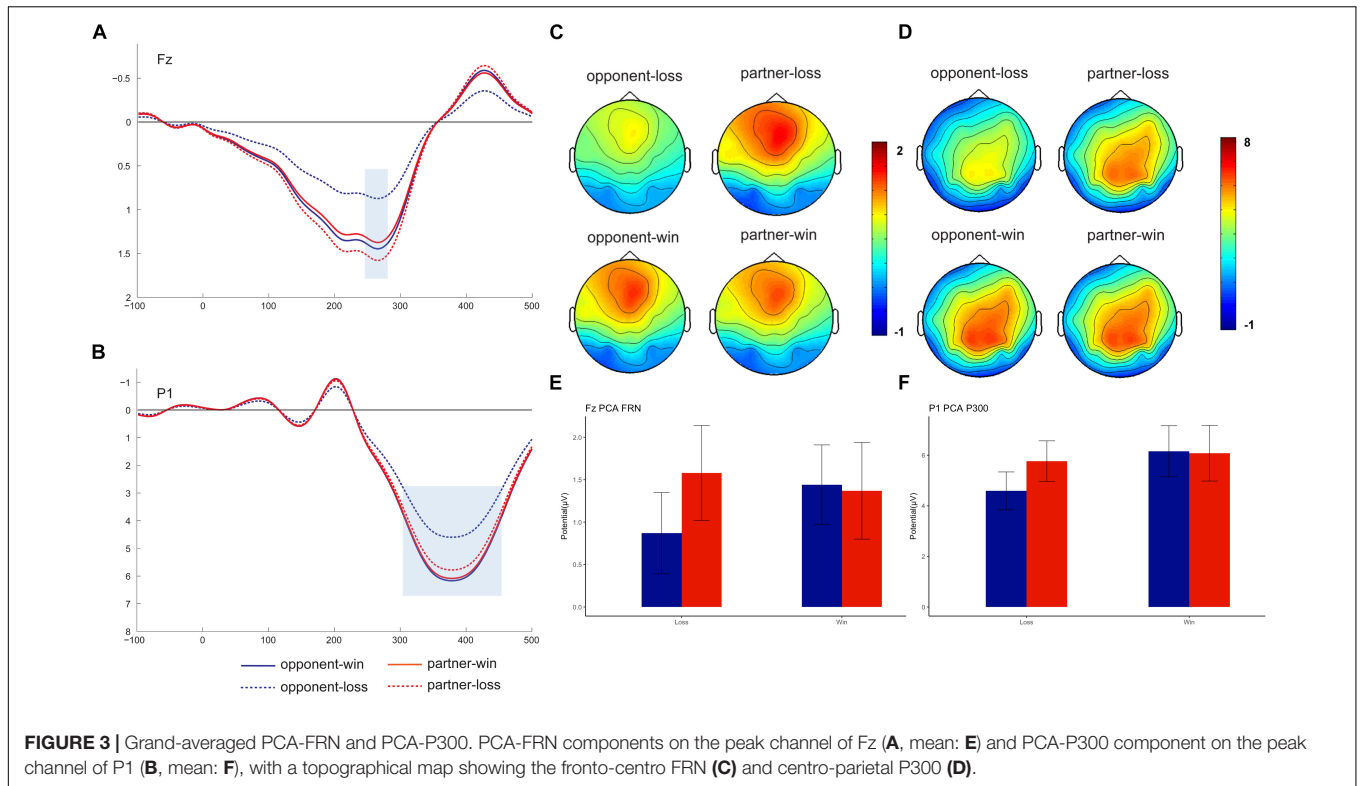 A
Fz
−0.5
0
0.5
1
1.5
2
−100 0 100 200 300 400 500
B
P1
−1
0
1
2
3
4
5
6
7
8
−100 0 100 200 300 400 500
opponent-win partner-win
opponent-loss partner-loss
C
opponent-loss partner-loss
opponent-win partner-win
2
-1
D
opponent-loss partner-loss
opponent-win partner-win
8
-1
E
Fz PCA FRN
Potential(μV)
2.0
1.5
1.0
0.5
0.0
Loss Win
F
P1 PCA P300
Potential(μV)
6
4
2
0
Loss Win
FIGURE 3 | Grand-averaged PCA-FRN and PCA-P300. PCA-FRN components on the peak channel of Fz (A, mean: E) and PCA-P300 component on the peak
channel of P1 (B, mean: F), with a topographical map showing the fronto-centro FRN (C) and centro-parietal P300 (D).